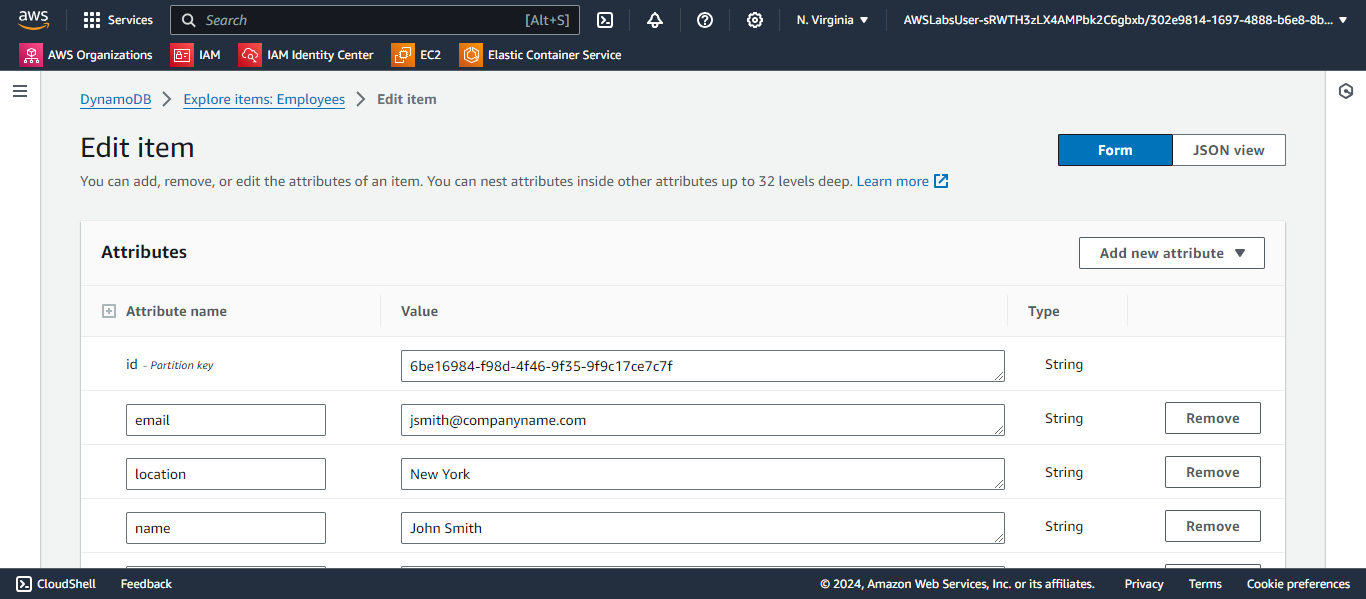 aws Services Search [Alt+S] N. Virginia AWSLabsUser-sRWTH3zLX4AMPbk2C6gbxb/302e9814-1697-4888-b6e8-8b...
AWS Organizations IAM IAM Identity Center EC2 Elastic Container Service
DynamoDB Explore items: Employees Edit item
Edit item
Form JSON view
You can add, remove, or edit the attributes of an item. You can nest attributes inside other attributes up to 32 levels deep. Learn more
Attributes
Add new attribute
Attribute name Value Type
id - Partition key 6be16984-f98d-4f46-9f35-9f9c17ce7c7f String
email jsmith@companyname.com String Remove
location New York String Remove
name John Smith String Remove
CloudShell Feedback © 2024, Amazon Web Services, Inc. or its affiliates. Privacy Terms Cookie preferences